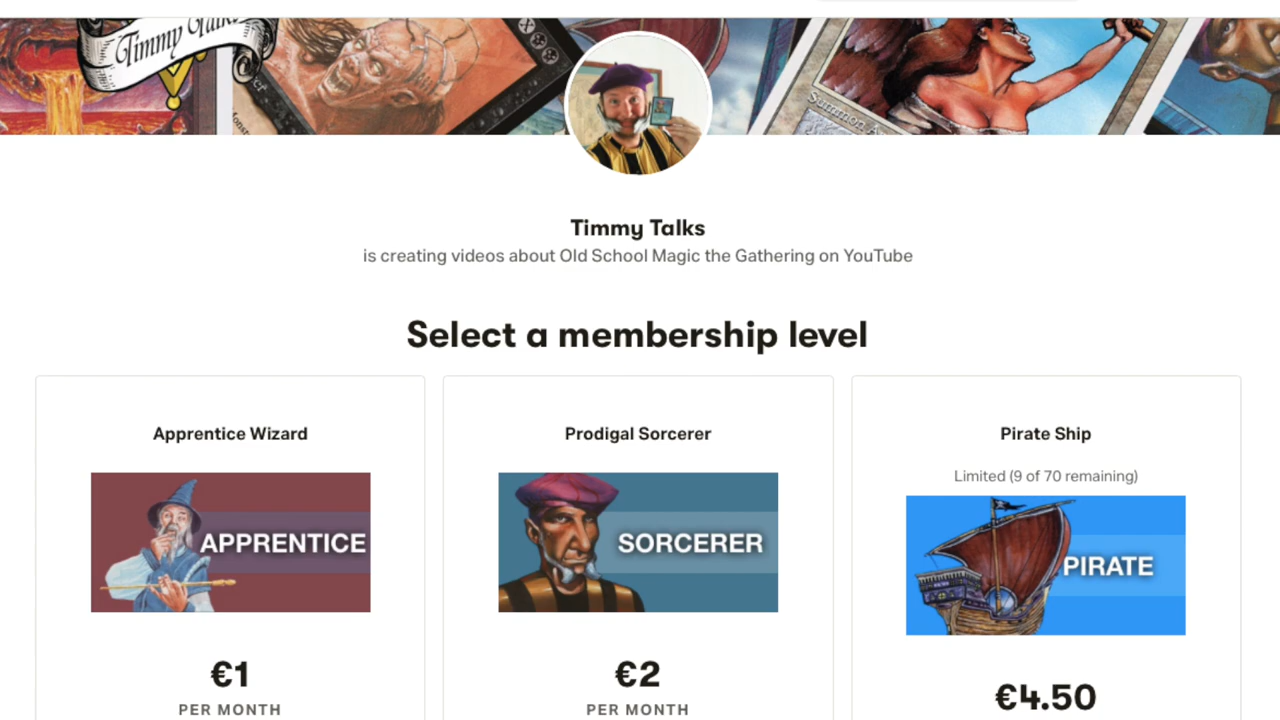 Timmy Talks
Summon A
Timmy Talks
is creating videos about Old School Magic the Gathering on YouTube
Select a membership level
Apprentice Wizard
Prodigal Sorcerer
Pirate Ship
Limited (9 of 70 remaining)
APPRENTICE
SORCERER
PIRATE
€1
€2
€4.50
PER MONTH
PER MONTH